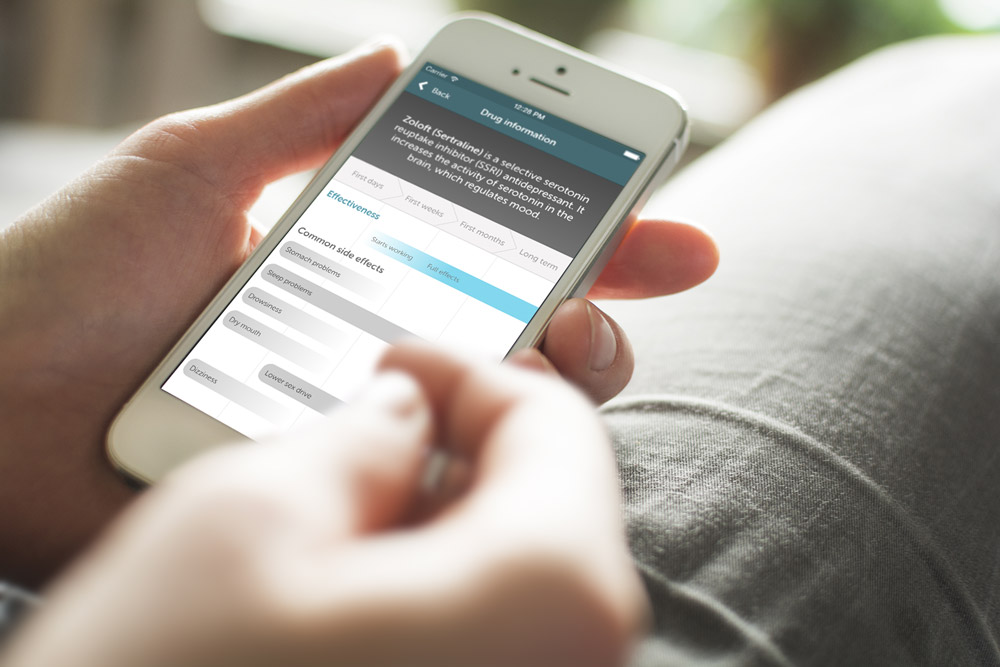 Carrier
12:28 PM
Back
Drug information
Zoloft (Sertraline) is a selective serotonin
reuptake inhibitor (SSRI) antidepressant. It
increases the activity of serotonin in the
brain, which regulates mood.
First days
First weeks
First months
Long term
Effectiveness
Starts working
Full effects
Common side effects
Stomach problems
Sleep problems
Drowsiness
Dry mouth
Lower sex drive
Dizziness